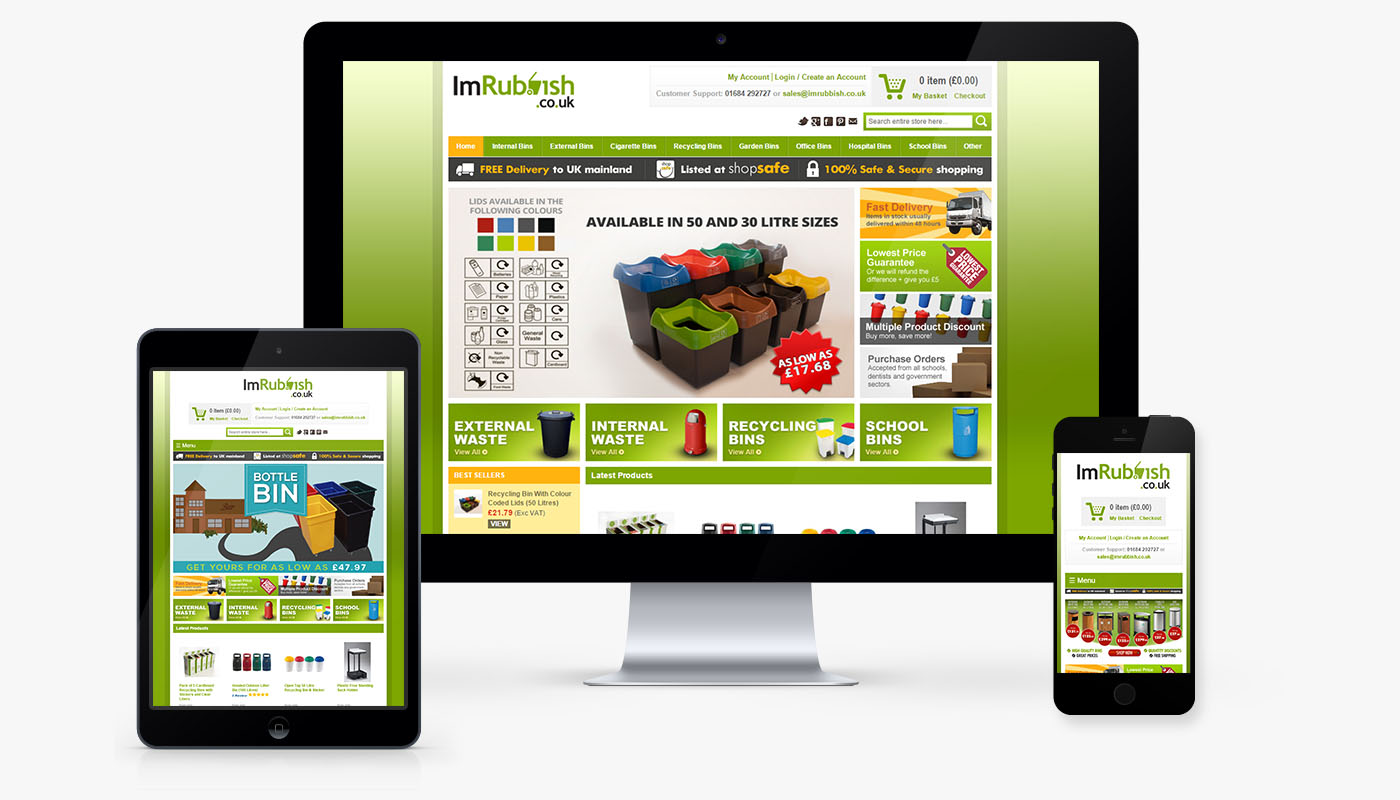 ImRubbish
.co.uk
My Account | Login / Create an Account
Customer Support: 01684 292727 or sales@imrubbish.co.uk
0 item (£0.00)
My Basket Checkout
Search entire store here...
Home Internal Bins External Bins Cigarette Bins Recycling Bins Garden Bins Office Bins Hospital Bins School Bins Other
FREE Delivery to UK mainland
Listed at shopsafe
100% Safe & Secure shopping
LIDS AVAILABLE IN THE
FOLLOWING COLOURS
Batteries
Paper
Plastics
Cans
Glass
General
Waste
Non
Recyclable
Waste
Cardboard
AVAILABLE IN 50 AND 30 LITRE SIZES
AS LOW AS
£17.68
Fast Delivery
Items in stock usually
delivered within 48 hours
Lowest Price
Guarantee
Or we will refund the
difference + give you £5
LOWEST
PRICE
GUARANTEE
Multiple Product Discount
Buy more, save more!
Purchase Orders
Accepted from all schools,
dentists and government
sectors.
EXTERNAL
WASTE
View All
INTERNAL
WASTE
View All
RECYCLING
BINS
View All
SCHOOL
BINS
View All
BEST SELLERS
Recycling Bin With Colour
Coded Lids (50 Litres)
£21.79 (Exc VAT)
VIEW
Latest Products
ImRubbish
.co.uk
0 item (£0.00)
My Basket Checkout
My Account | Login / Create an Account
Customer Support: 01684 292727 or sales@imrubbish.co.uk
Search entire store here...
☰ Menu
FREE Delivery to UK mainland
Listed at shopsafe
100% Safe & Secure shopping
BOTTLE
BIN
GET YOURS FOR AS LOW AS £47.97
Fast Delivery
Lowest Price
Guarantee
Multiple Product Discount
Purchase Orders
EXTERNAL
WASTE
INTERNAL
WASTE
RECYCLING
BINS
SCHOOL
BINS
Latest Products
ImRubbish
.co.uk
0 item (£0.00)
My Basket Checkout
My Account | Login / Create an Account
Customer Support: 01684 292727 or
sales@imrubbish.co.uk
☰ Menu
HIGH QUALITY BINS
GREAT PRICES
SHOP NOW
QUANTITY DISCOUNTS
FREE SHIPPING
Lowest Price